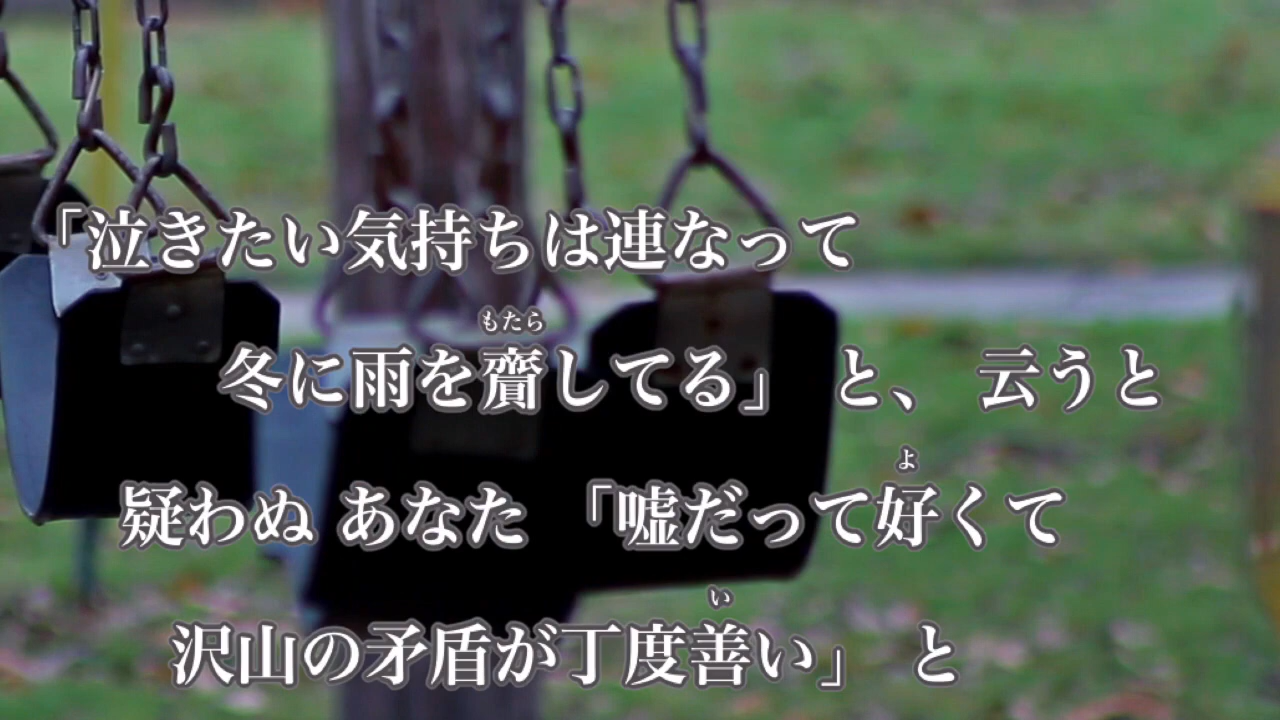 「泣きたい気持ちは連なって
もたら
冬に雨を齎してる」 と、 云うと
よ
疑わぬ あなた 「嘘だって好くて
い
沢山の矛盾が丁度善い」 と